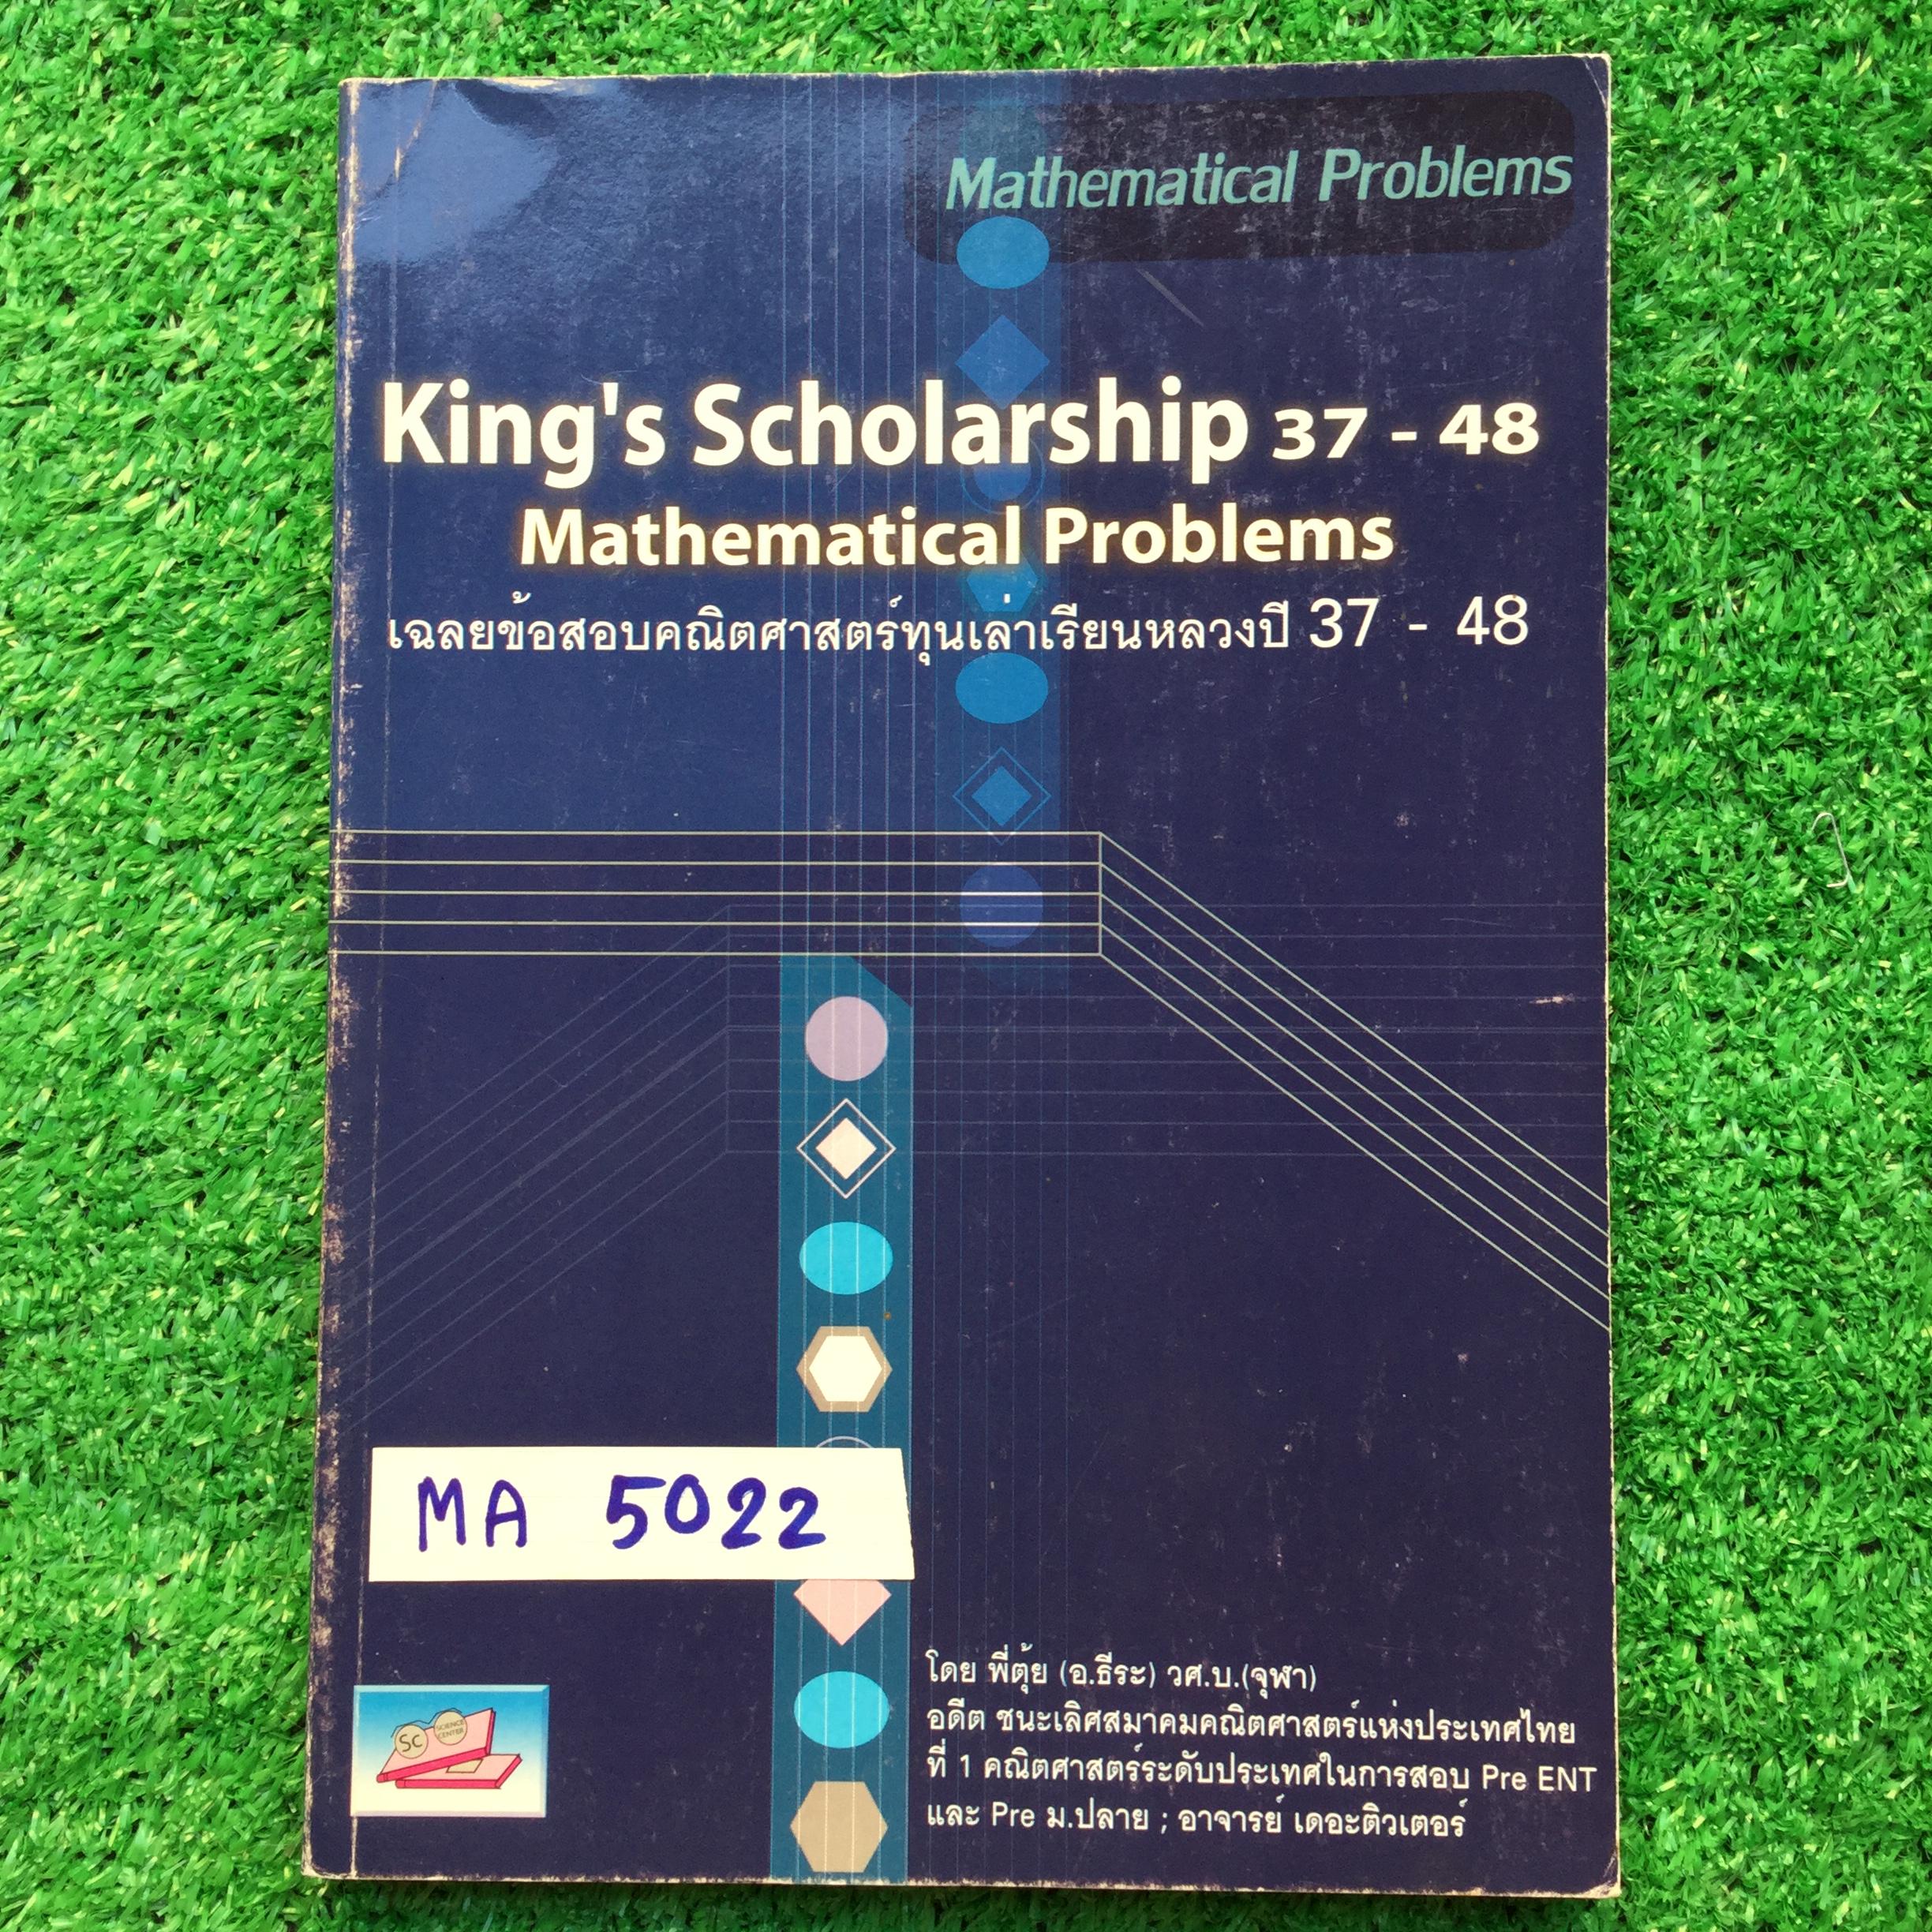 Mathematical Problems
King's Scholarship 37 - 48
Mathematical Problems
เฉลยข้อสอบคณิตศาสตร์ทุนเล่าเรียนหลวงปี 37 - 48
MA 5022
SC SCIENCE CENTER
โดย พี่ตุ้ย (อ.ธีระ) วศ.บ.(จุฬา)
อดีต ชนะเลิศสมาคมคณิตศาสตร์แห่งประเทศไทย
ที่ 1 คณิตศาสตร์ระดับประเทศในการสอบ Pre ENT
และ Pre ม.ปลาย ; อาจารย์ เดอะติวเตอร์